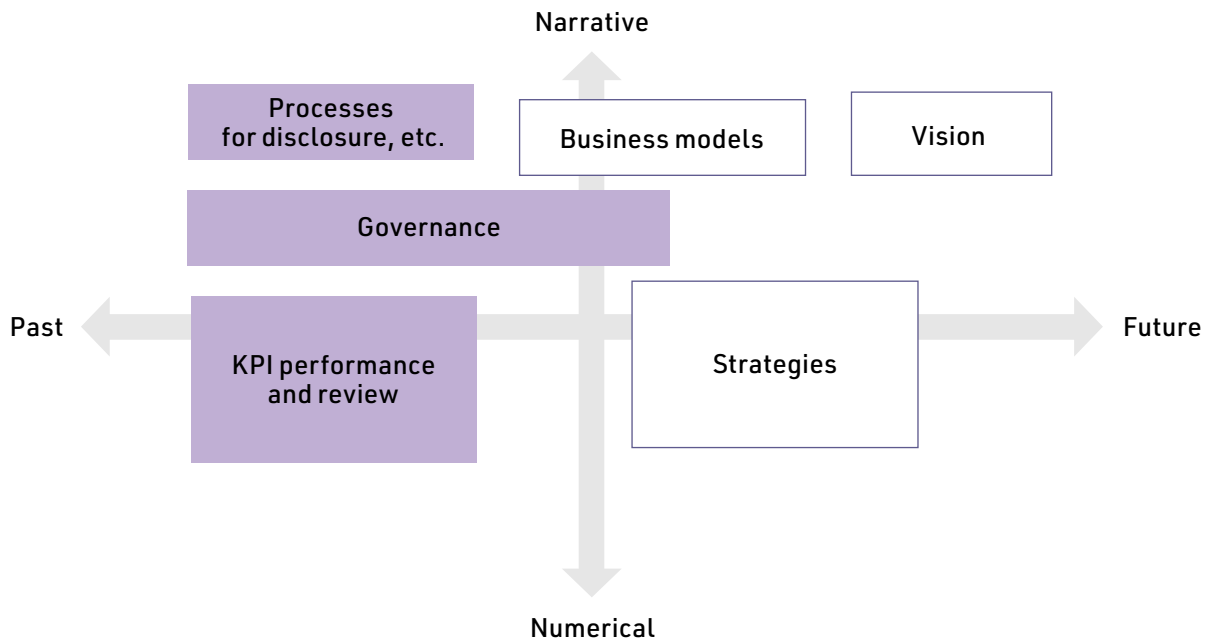 Narrative
Processes
for disclosure, etc.
Business models
Vision
Governance
Past
KPI performance
and review
Strategies
Future
Numerical